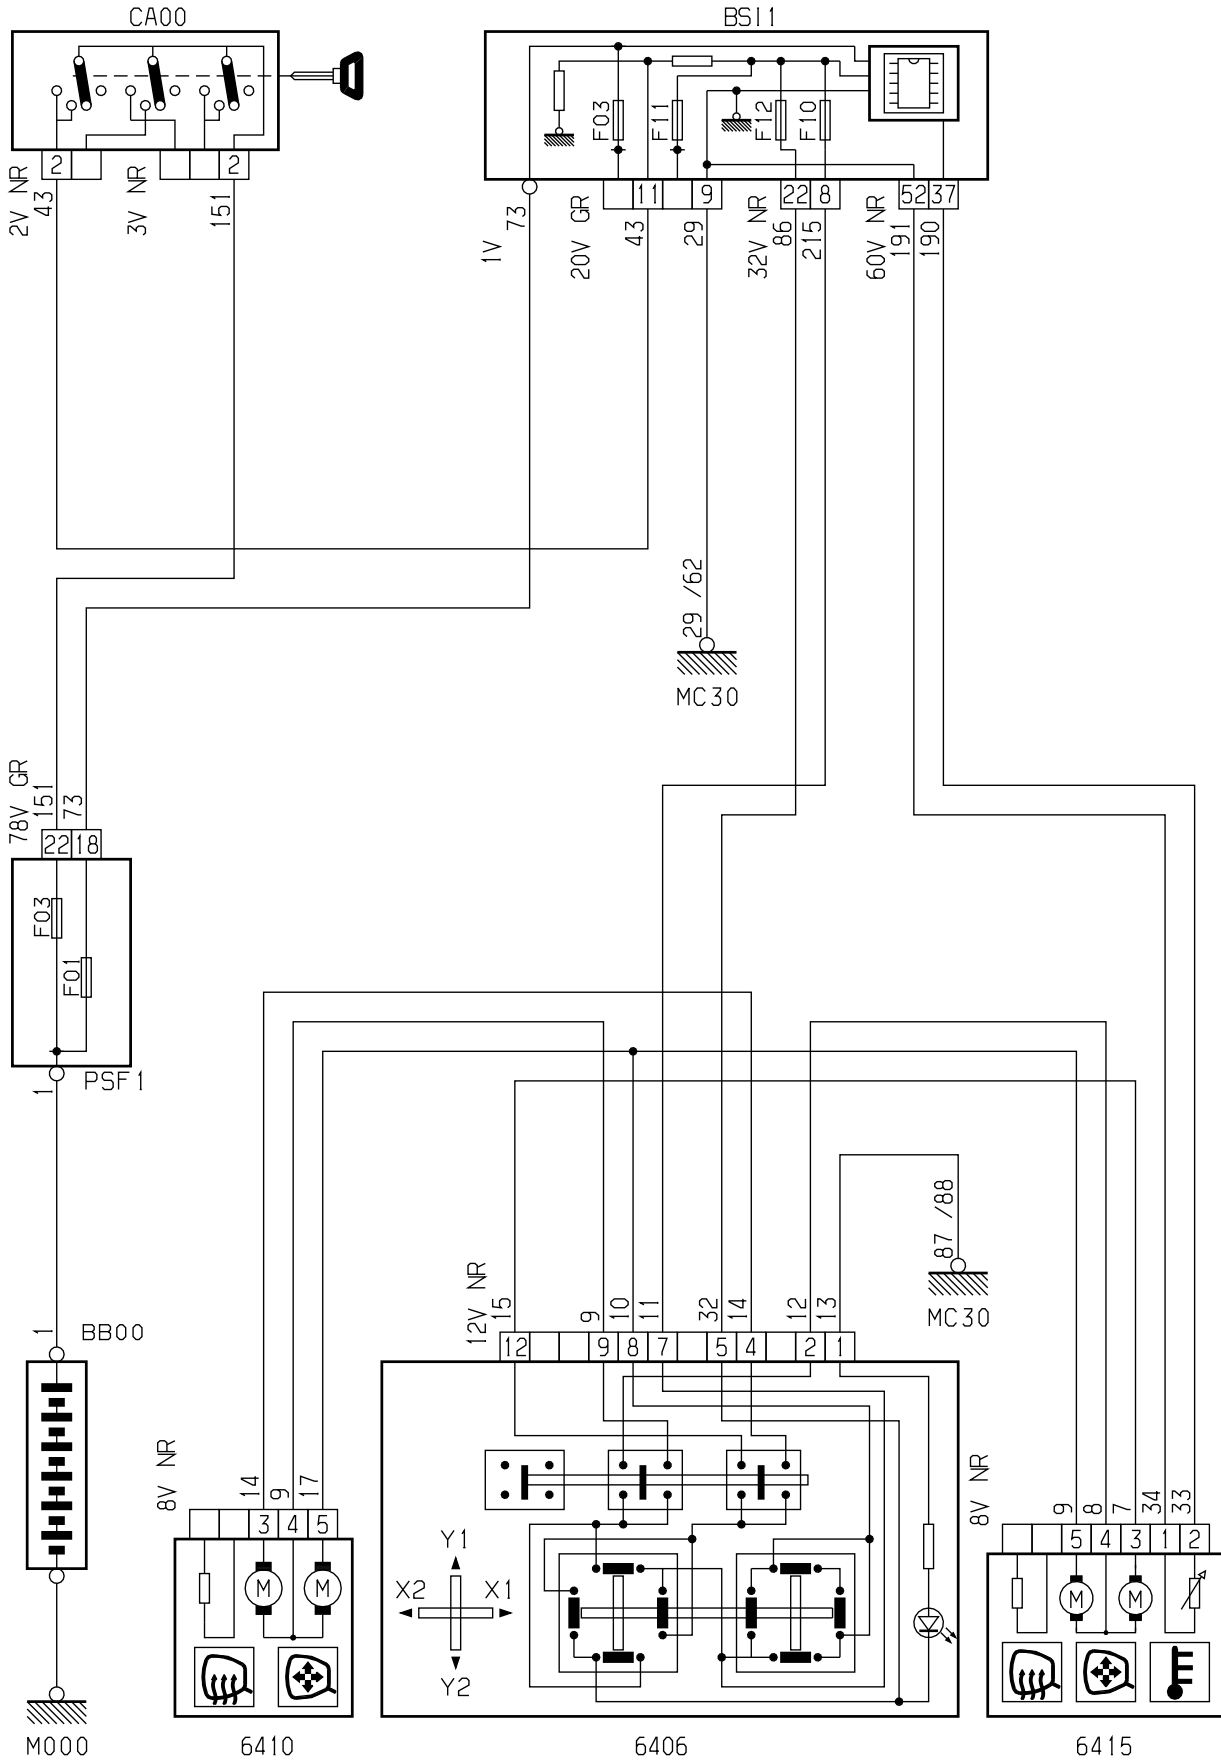 CA00
BSI1
F03
F11
F12
F10
2
2
11
9
22
8
52
37
2V NR
43
3V NR
151
1V
73
20V GR
43
29
32V NR
86
215
60V NR
191
190
29 /62
MC30
78V GR
151
73
22
18
F03
F01
1
PSF1
1
BB00
87 /88
MC30
12V NR
15
9
10
11
32
14
12
13
12
9
8
7
5
4
2
1
8V NR
14
9
17
3
4
5
8V NR
9
8
7
34
33
5
4
3
1
2
M
M
M
M
Y1
X2
X1
Y2
M000
6410
6406
6415